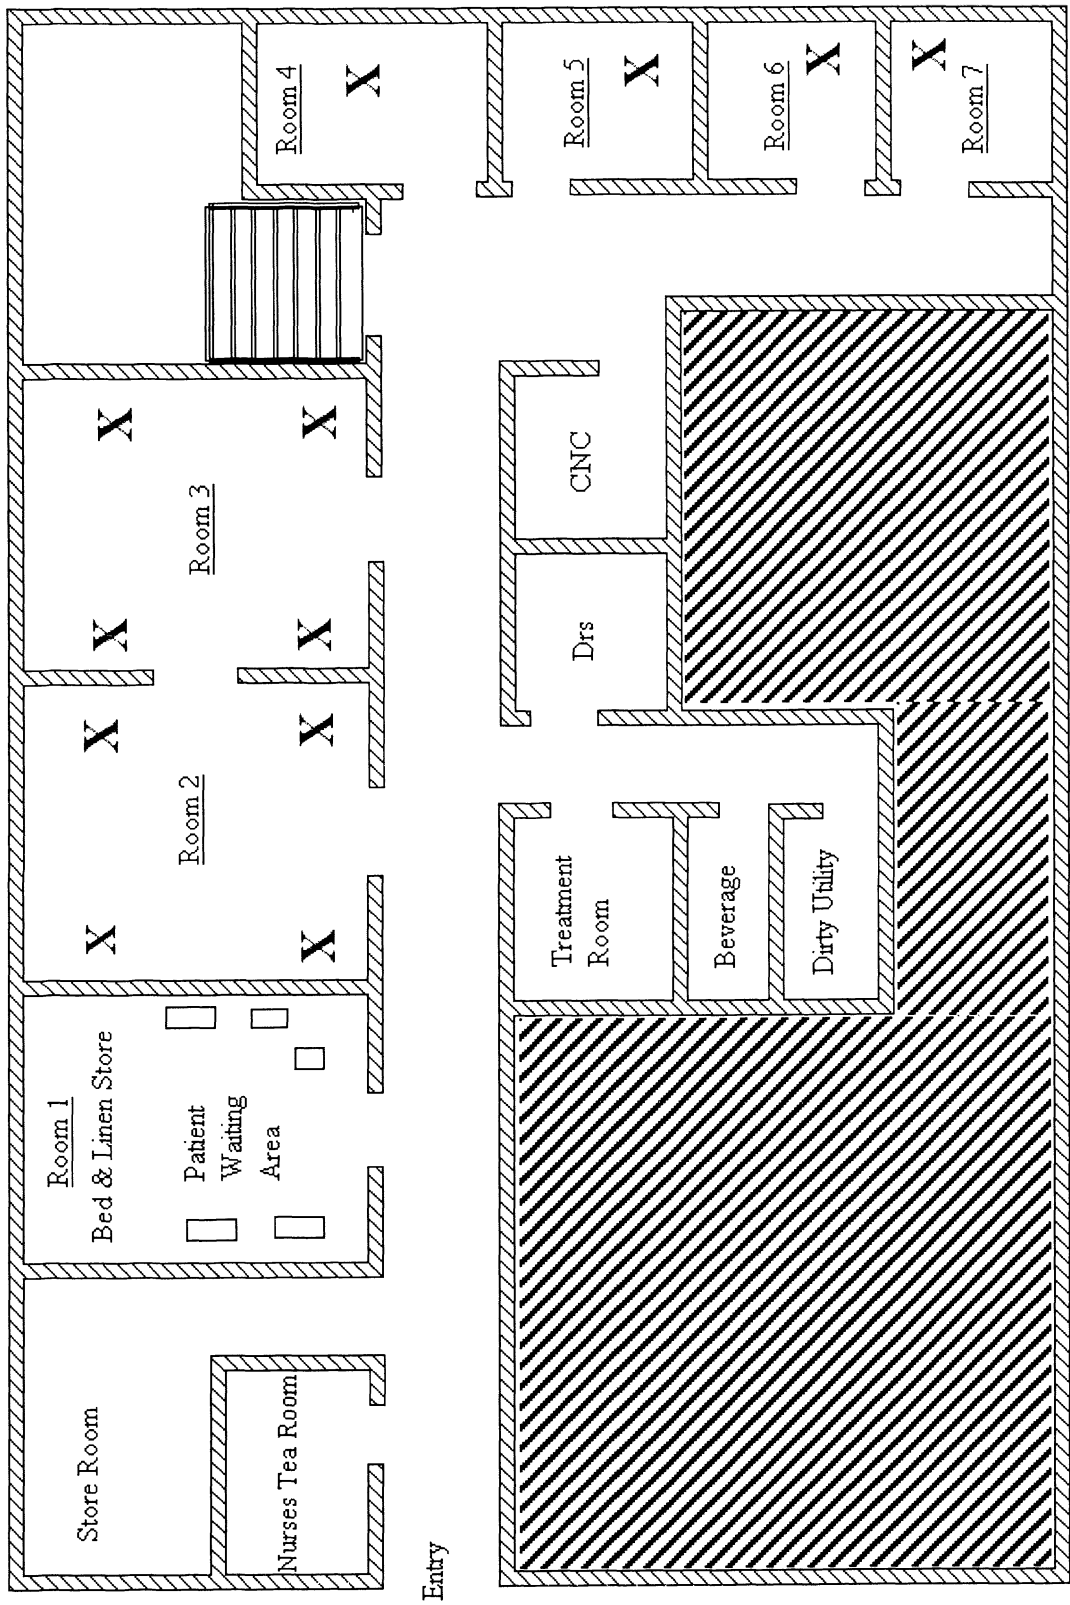 Store Room
Nurses Tea Room
Entry
Room 1
Bed & Linen Store
Patient
Waiting
Area
X
X
Room 2
X
X
X
X
Room 3
X
X
Treatment
Room
Beverage
Dirty Utility
Drs
CNC
Room 4
X
Room 5
X
Room 6
X
Room 7
X